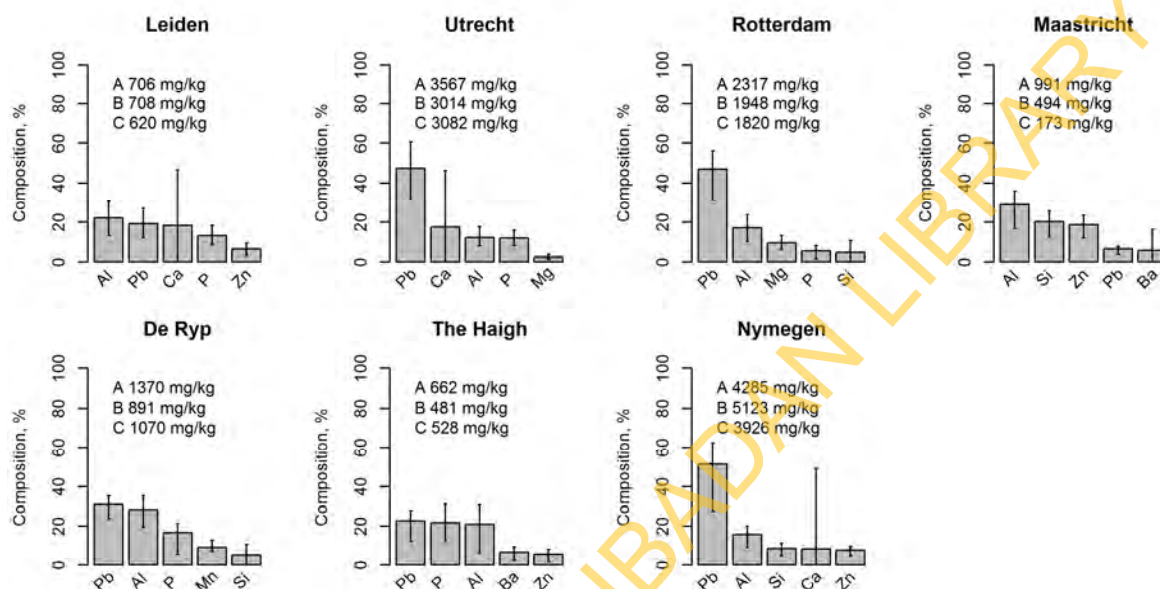 Leiden
Composition, %
100
80
60
40
20
0
A 706 mg/kg
B 708 mg/kg
C 620 mg/kg
Al Pb Ca P Zn
Utrecht
Composition, %
100
80
60
40
20
0
A 3567 mg/kg
B 3014 mg/kg
C 3082 mg/kg
Pb Ca Al P Mg
Rotterdam
Composition, %
100
80
60
40
20
0
A 2317 mg/kg
B 1948 mg/kg
C 1820 mg/kg
Pb Al Mg P Si
Maastricht
Composition, %
100
80
60
40
20
0
A 991 mg/kg
B 494 mg/kg
C 173 mg/kg
Al Si Zn Pb Ba
De Ryp
Composition, %
100
80
60
40
20
0
A 1370 mg/kg
B 891 mg/kg
C 1070 mg/kg
Pb Al P Mn Si
The Haigh
Composition, %
100
80
60
40
20
0
A 662 mg/kg
B 481 mg/kg
C 528 mg/kg
Pb P Al Ba Zn
Nymegen
Composition, %
100
80
60
40
20
0
A 4285 mg/kg
B 5123 mg/kg
C 3926 mg/kg
Pb Al Si Ca Zn
IBADAN LIBRARY